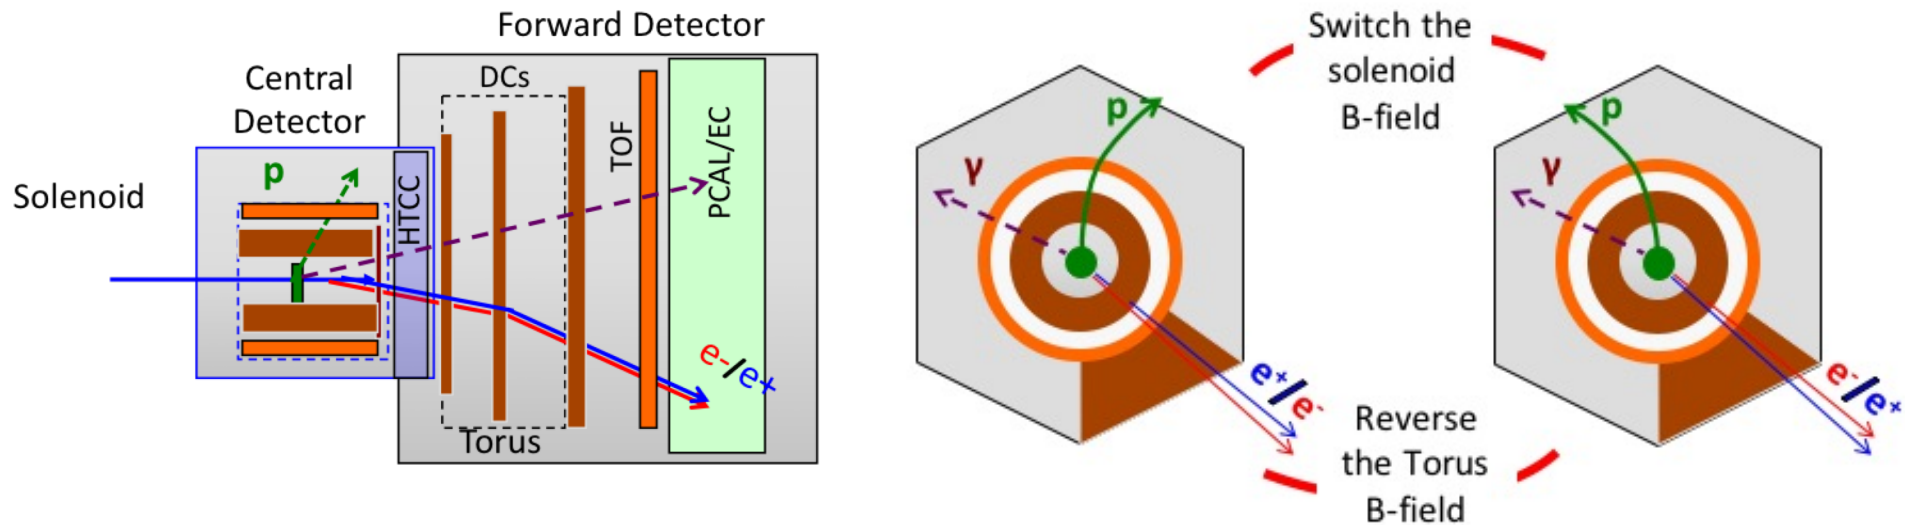 Forward Detector
Central
Detector
DCs
Solenoid
p
HTCC
TOF
PCAL/EC
e-/e+
Torus
Switch the
solenoid
B-field
p
γ
e⁺/e⁻
p
γ
e⁻/e⁺
Reverse
the Torus
B-field